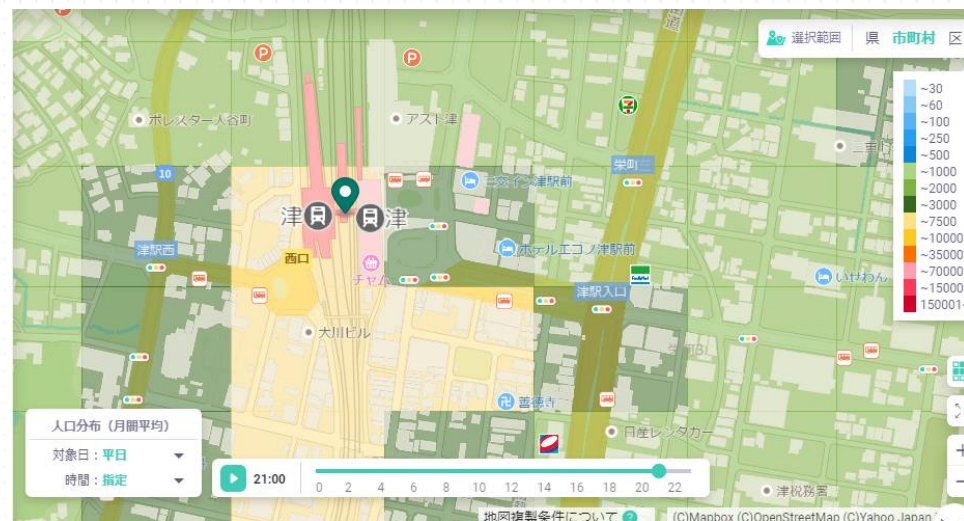 選択範囲 県 市町村 区
~30
~60
~100
~250
~500
~1000
~2000
~3000
~7500
~10000
~35000
~70000
~15000
150001~
P
P
ポレスター大谷町
アスト津
栄町三
10
三交イン津駅前
津
津
津駅西
西口
チャム
ホテルエコノ津駅前
津駅入口
いせわん
大川ビル
善徳寺
日産レンタカー
津税務署
人口分布（月間平均）
対象日：平日
時間：指定
21:00
0 2 4 6 8 10 12 14 16 18 20 22
地図複製条件について ?
(C)Mapbox (C)OpenStreetMap (C)Yahoo Japan